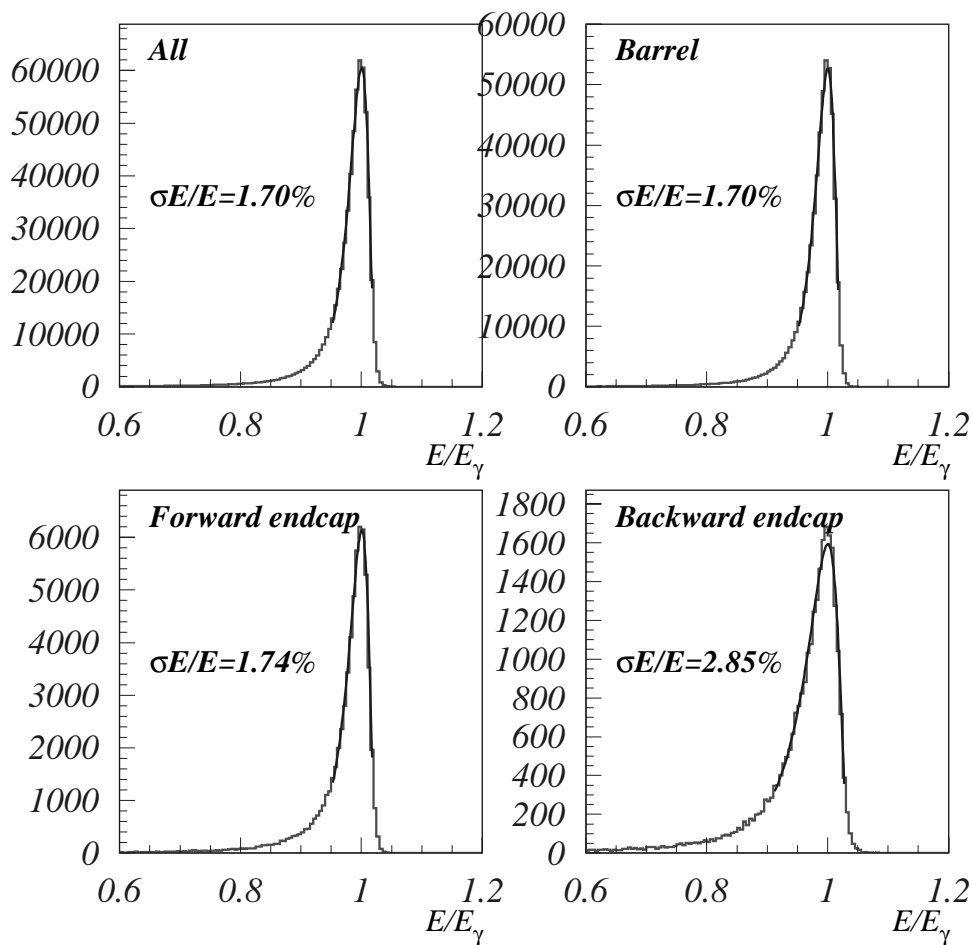 All
60000
50000
40000
30000
20000
10000
0
σE/E=1.70%
0.6 0.8 1 1.2
E/Eγ
Barrel
60000
50000
40000
30000
20000
10000
0
σE/E=1.70%
0.6 0.8 1 1.2
E/Eγ
Forward endcap
6000
5000
4000
3000
2000
1000
0
σE/E=1.74%
0.6 0.8 1 1.2
E/Eγ
Backward endcap
1800
1600
1400
1200
1000
800
600
400
200
0
σE/E=2.85%
0.6 0.8 1 1.2
E/Eγ